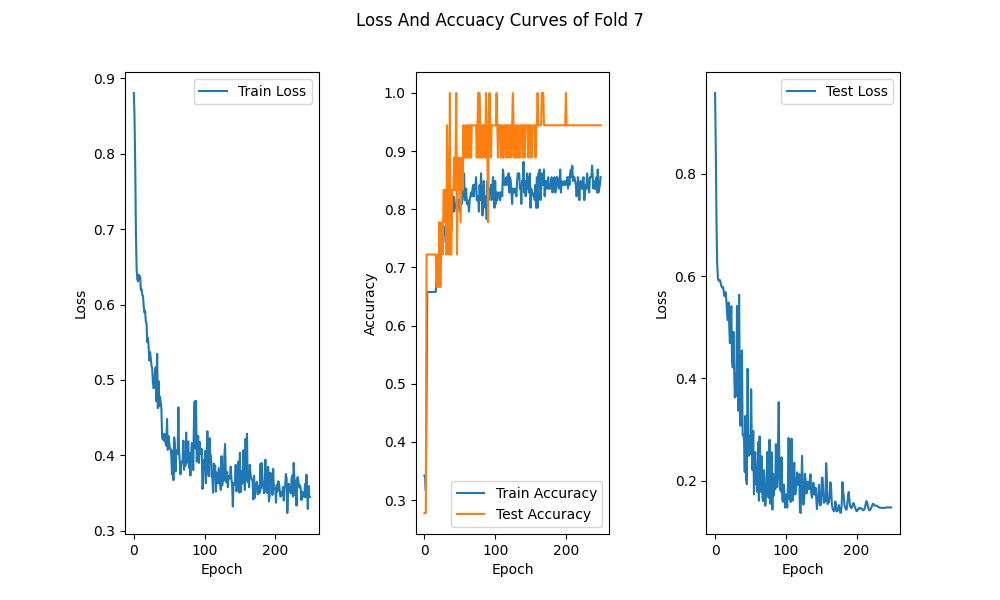 Loss And Accuacy Curves of Fold 7
Train Loss
0.9
0.8
0.7
0.6
0.5
0.4
0.3
Loss
0
100
200
Epoch
1.0
0.9
0.8
0.7
0.6
0.5
0.4
0.3
Accuracy
Train Accuracy
Test Accuracy
0
100
200
Epoch
Test Loss
0.8
0.6
0.4
0.2
Loss
0
100
200
Epoch